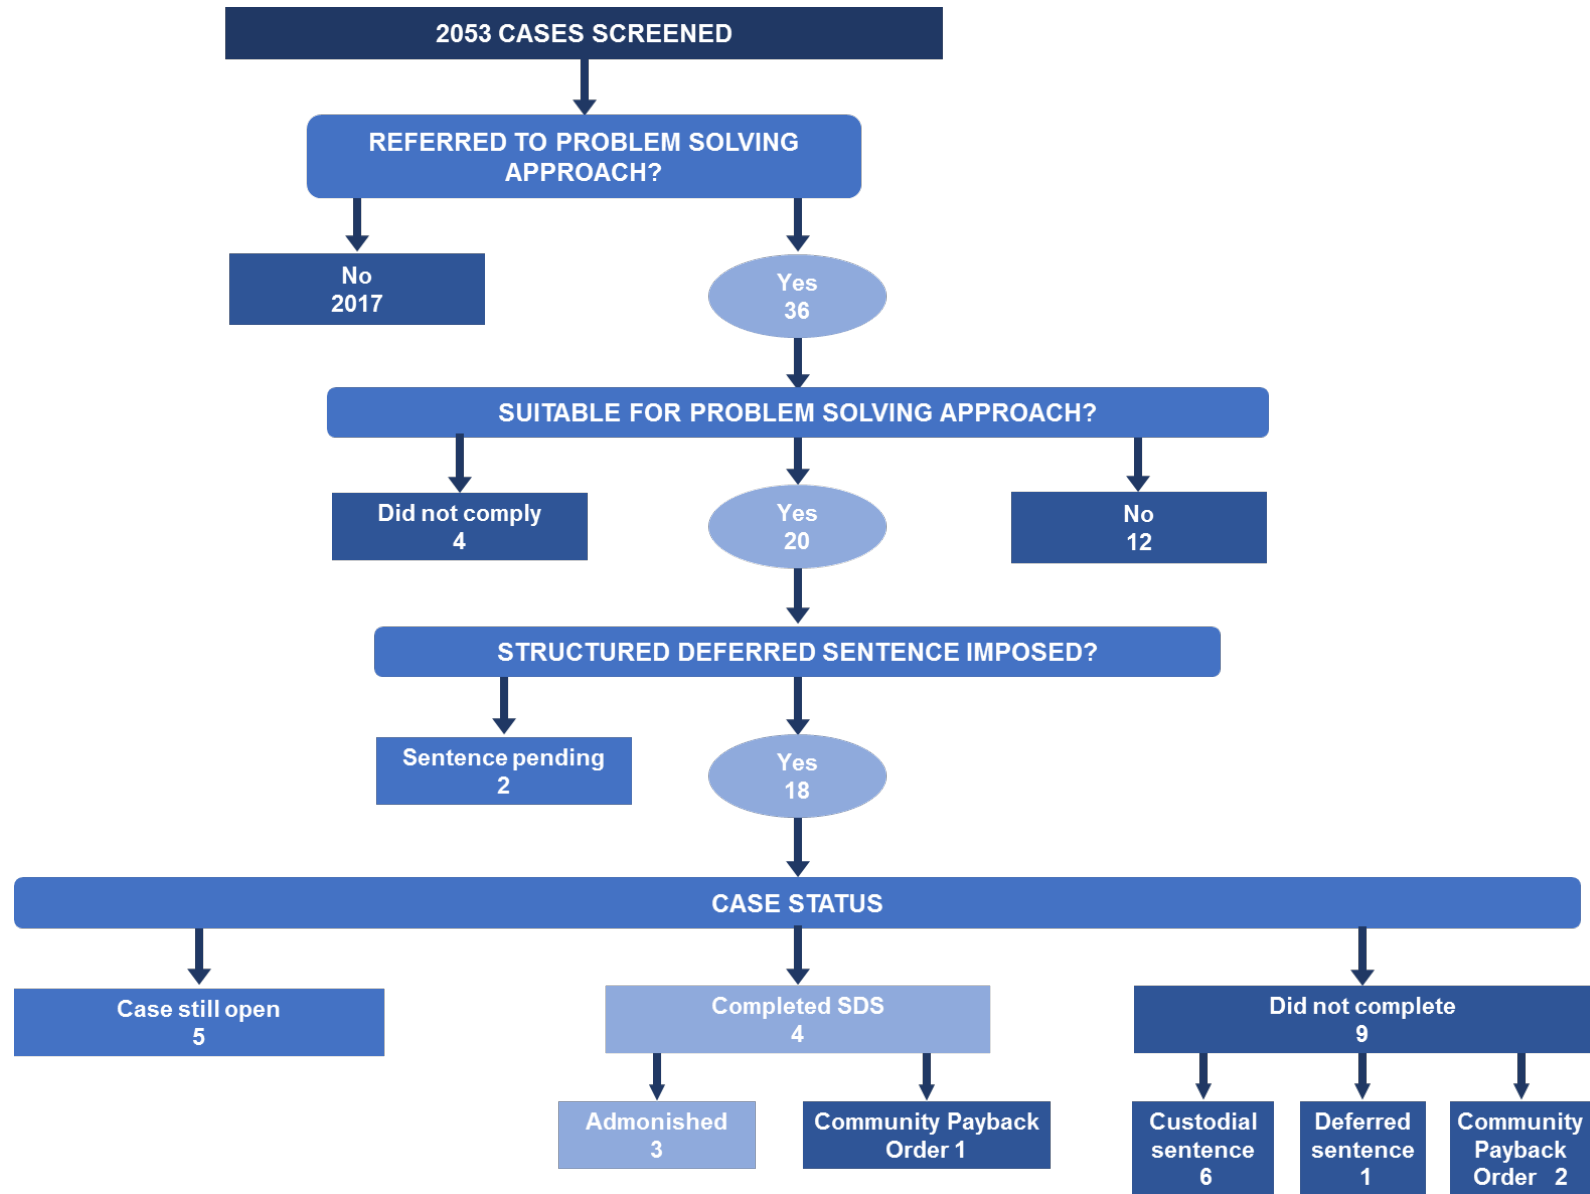 2053 CASES SCREENED
REFERRED TO PROBLEM SOLVING
APPROACH?
No
2017
Yes
36
SUITABLE FOR PROBLEM SOLVING APPROACH?
Did not comply
4
Yes
20
No
12
STRUCTURED DEFERRED SENTENCE IMPOSED?
Sentence pending
2
Yes
18
CASE STATUS
Case still open
5
Completed SDS
4
Did not complete
9
Admonished
3
Community Payback
Order 1
Custodial
sentence
6
Deferred
sentence
1
Community
Payback
Order 2